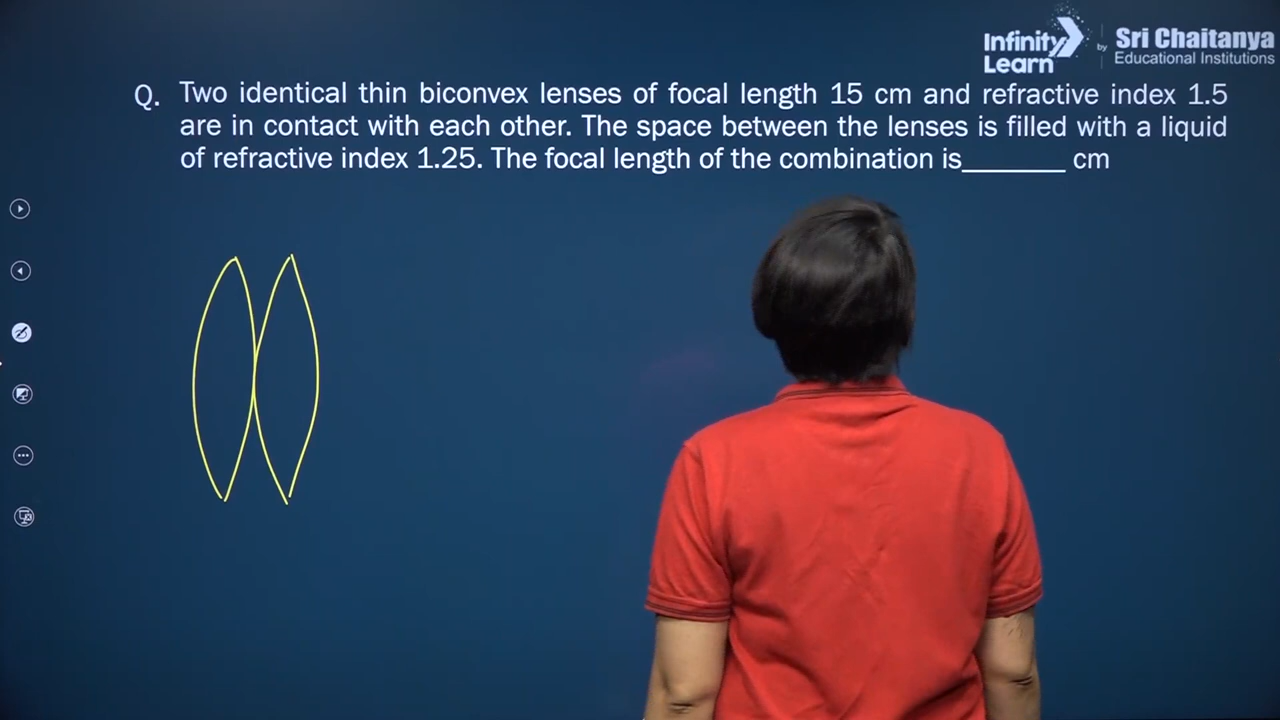 Infinity
Learn
by
Sri Chaitanya
Educational Institutions
Q. Two identical thin biconvex lenses of focal length 15 cm and refractive index 1.5
are in contact with each other. The space between the lenses is filled with a liquid
of refractive index 1.25. The focal length of the combination is_______ cm